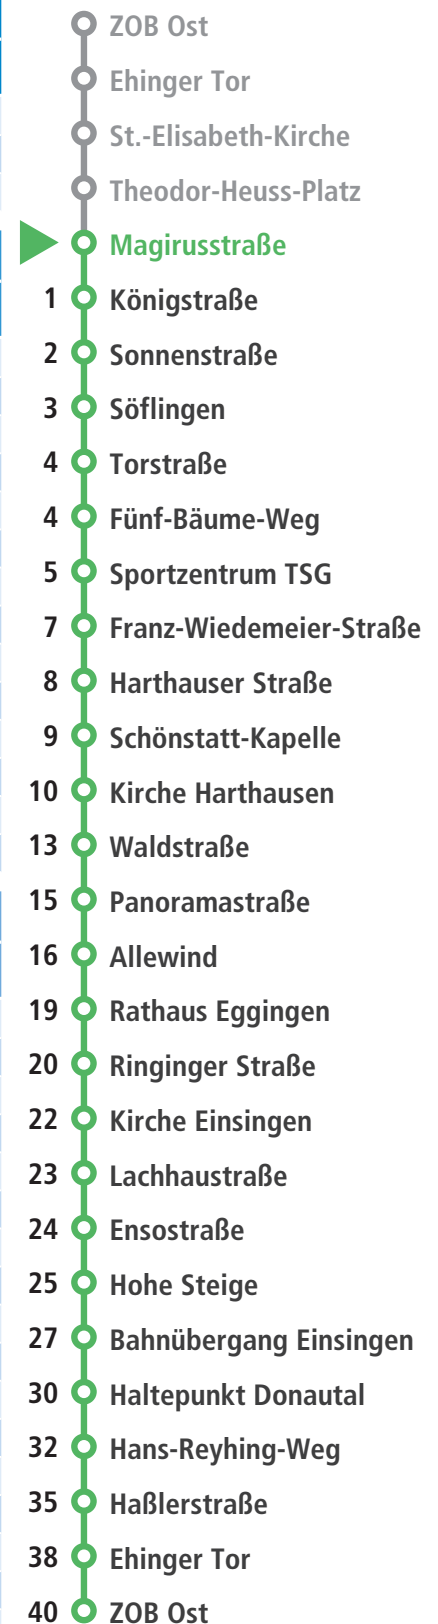 ZOB Ost
Ehinger Tor
St.-Elisabeth-Kirche
Theodor-Heuss-Platz
Magirusstraße
1 Königstraße
2 Sonnenstraße
3 Söflingen
4 Torstraße
4 Fünf-Bäume-Weg
5 Sportzentrum TSG
7 Franz-Wiedemeier-Straße
8 Harthauser Straße
9 Schönstatt-Kapelle
10 Kirche Harthausen
13 Waldstraße
15 Panoramastraße
16 Allewind
19 Rathaus Eggingen
20 Ringinger Straße
22 Kirche Einsingen
23 Lachhaustraße
24 Ensostraße
25 Hohe Steige
27 Bahnübergang Einsingen
30 Haltepunkt Donautal
32 Hans-Reyhing-Weg
35 Haßlerstraße
38 Ehinger Tor
40 ZOB Ost